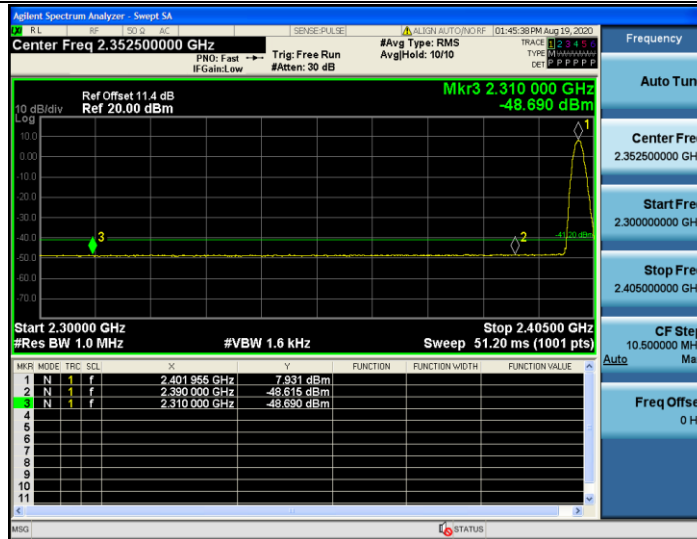 Agilent Spectrum Analyzer - Swept SA
RL RF 50 Ω AC SENSE:PULSE ALIGN AUTO/NO RF 01:45:38 PM Aug 19, 2020
Center Freq 2.352500000 GHz
PNO: Fast
IFGain:Low
Trig: Free Run
#Atten: 30 dB
#Avg Type: RMS
Avg|Hold: 10/10
TRACE 1 2 3 4 5 6
TYPE M
DET P P P P P P
Ref Offset 11.4 dB
10 dB/div Ref 20.00 dBm
Log
Mkr3 2.310 000 GHz
-48.690 dBm
10.0
0.00
-10.0
-20.0
-30.0
-40.0
-50.0
-60.0
-70.0
1
2
3
-41.20 dBm
Start 2.30000 GHz Stop 2.40500 GHz
#Res BW 1.0 MHz #VBW 1.6 kHz Sweep 51.20 ms (1001 pts)
MKR MODE TRC SCL X Y FUNCTION FUNCTION WIDTH FUNCTION VALUE
1 N 1 f 2.401 955 GHz 7.931 dBm
2 N 1 f 2.390 000 GHz -48.615 dBm
3 N 1 f 2.310 000 GHz -48.690 dBm
4
5
6
7
8
9
10
11
MSG STATUS
Frequency
Auto Tun
Center Fre
2.352500000 GH
Start Fre
2.300000000 GH
Stop Fre
2.405000000 GH
CF Step
10.500000 MH
Auto Ma
Freq Offse
0 H